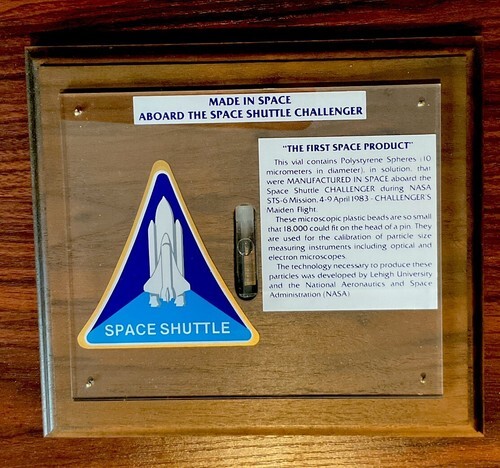 MADE IN SPACE
ABOARD THE SPACE SHUTTLE CHALLENGER
"THE FIRST SPACE PRODUCT"
This vial contains Polystyrene Spheres (10
micrometers in diameter), in solution, that
were MANUFACTURED IN SPACE aboard the
Space Shuttle CHALLENGER during NASA
STS-6 Mission, 4-9 April 1983 - CHALLENGER'S
Maiden Flight.
These microscopic plastic beads are so small
that 18,000 could fit on the head of a pin. They
are used for the calibration of particle size
measuring instruments including optical and
electron microscopes.
The technology necessary to produce these
particles was developed by Lehigh University
and the National Aeronautics and Space
Administration (NASA).
SPACE SHUTTLE